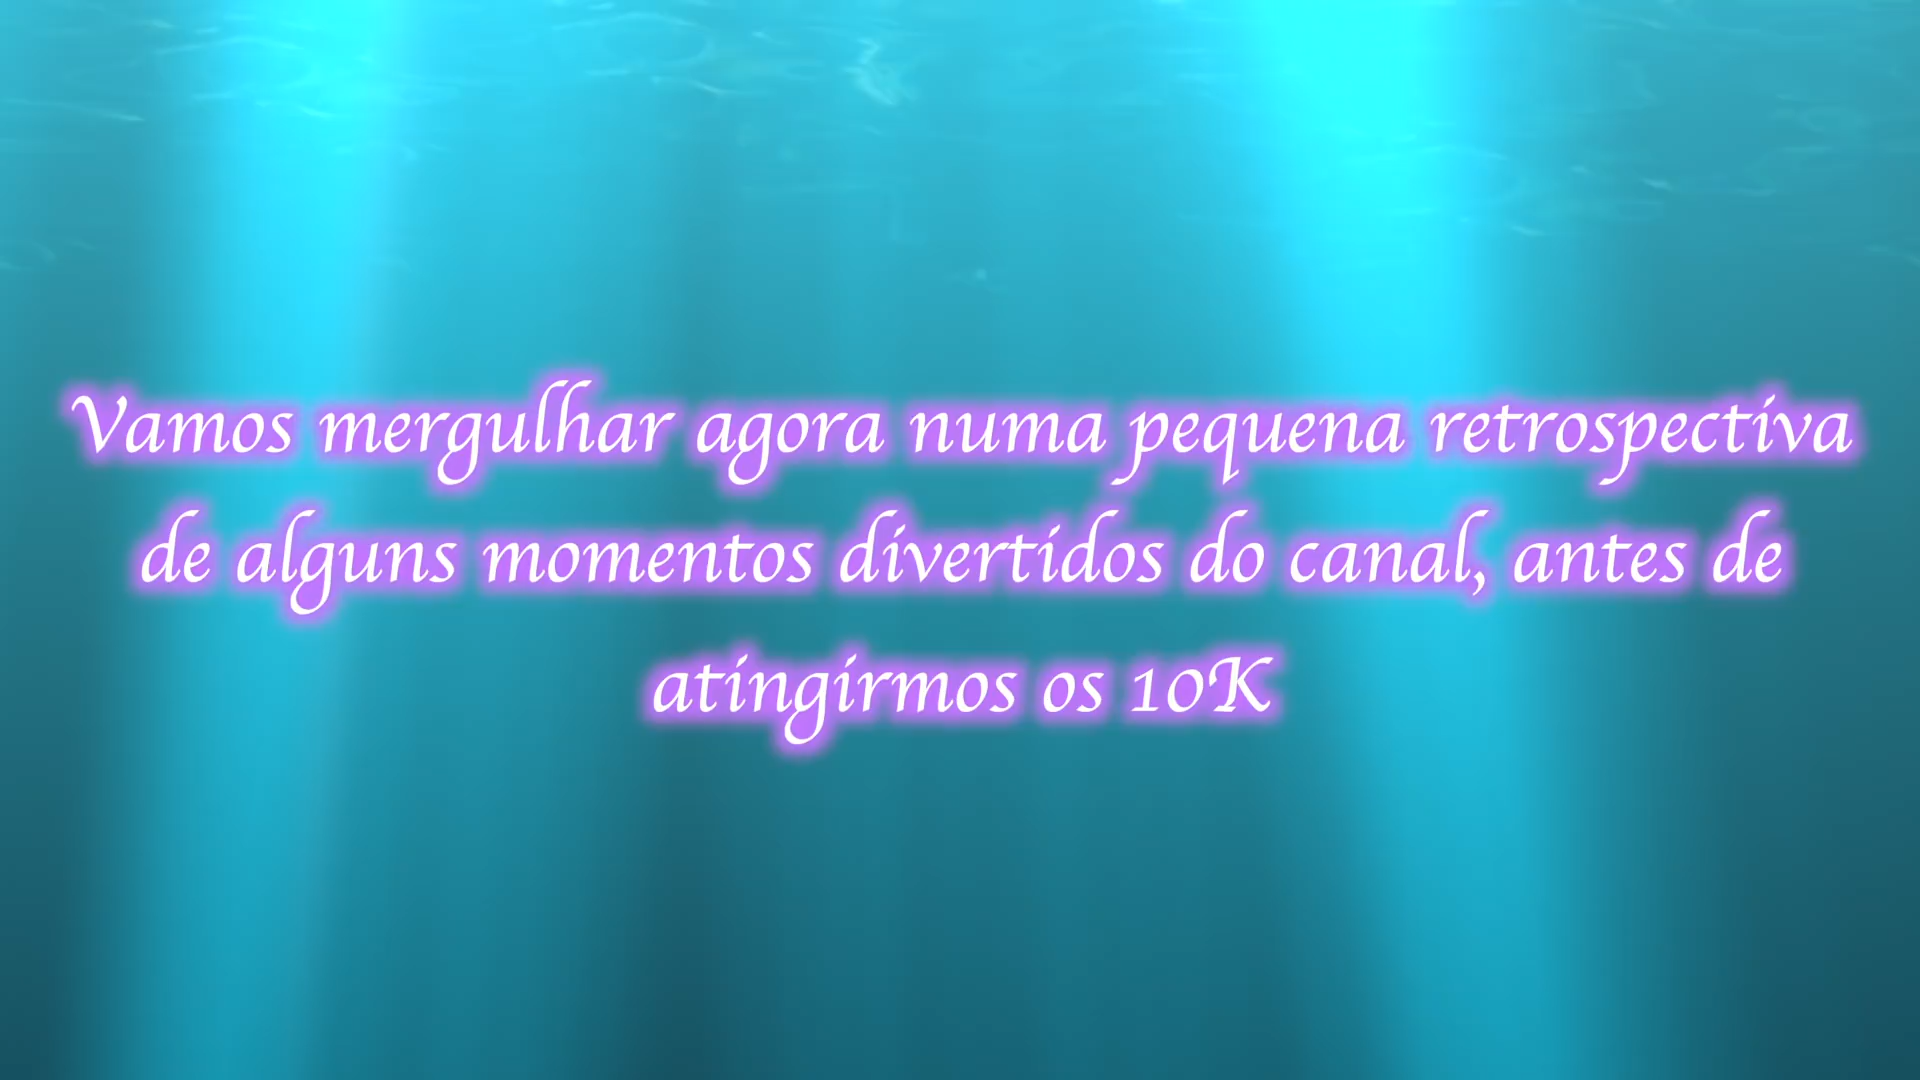 Vamos mergulhar agora numa pequena retrospectiva
de alguns momentos divertidos do canal, antes de
atingirmos os 10K